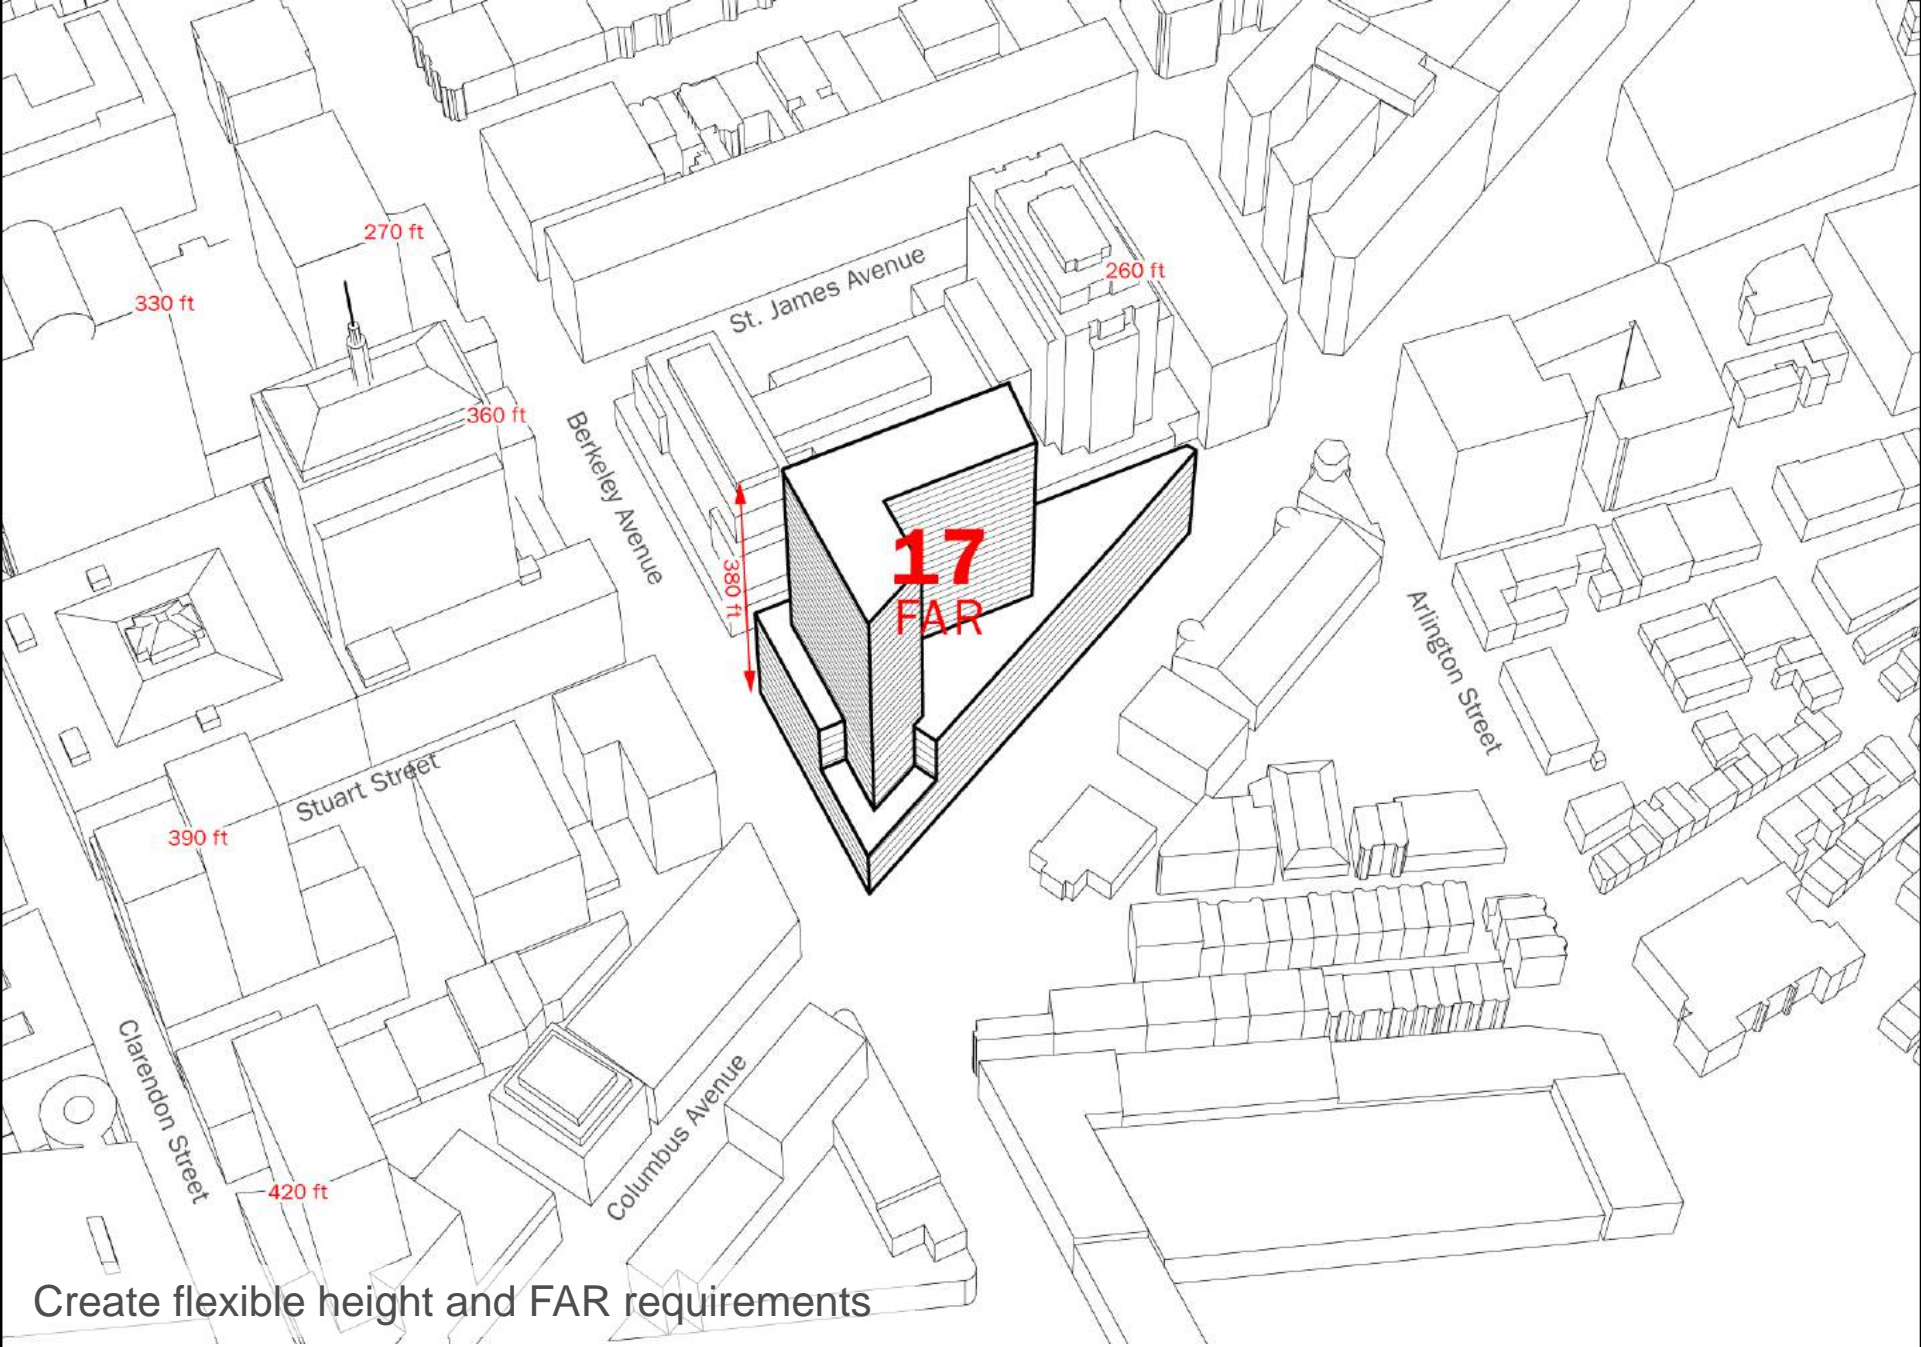 270 ft
St. James Avenue
260 ft
330 ft
360 ft
Berkeley Avenue
380 ft
17
FAR
Arlington Street
Stuart Street
390 ft
Clarendon Street
Columbus Avenue
420 ft
Create flexible height and FAR requirements